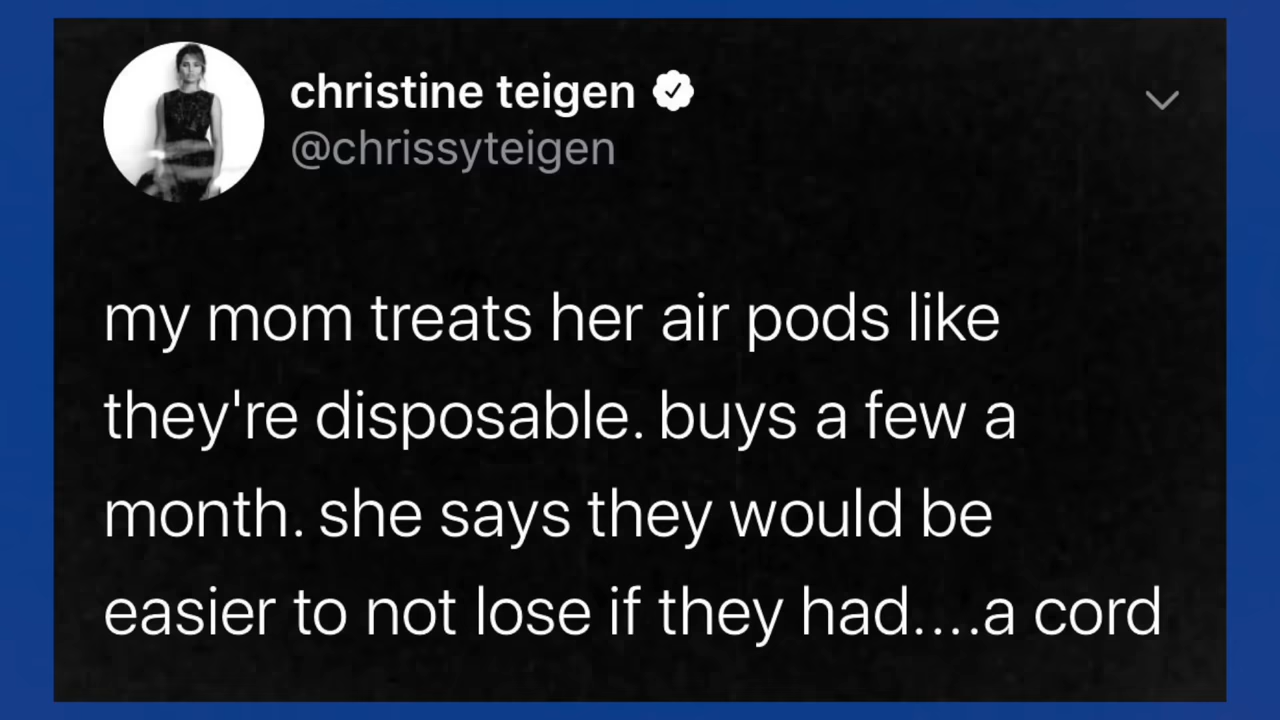 christine teigen
@chrissyteigen
my mom treats her air pods like
they're disposable. buys a few a
month. she says they would be
easier to not lose if they had....a cord